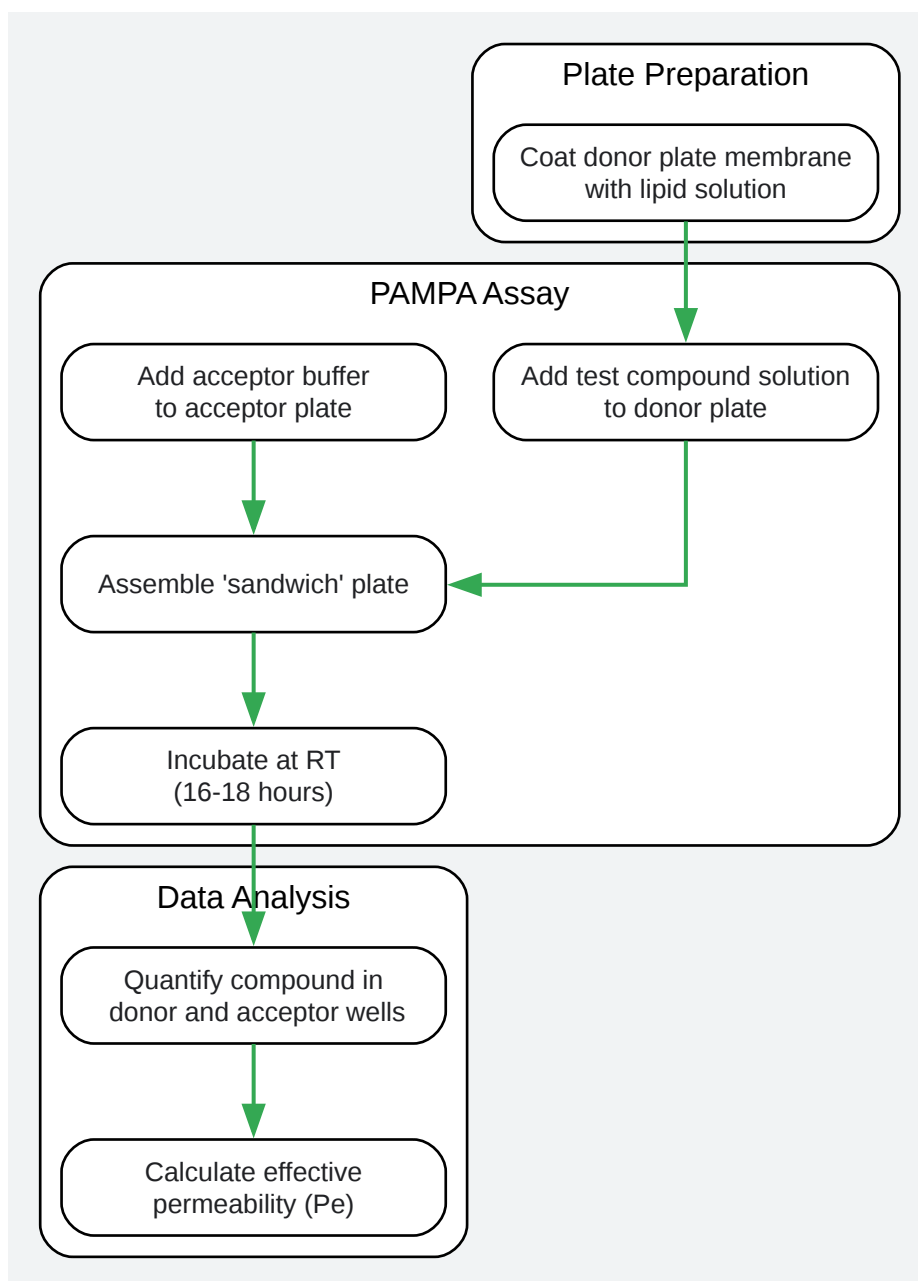 Plate Preparation
Coat donor plate membrane
with lipid solution
PAMPA Assay
Add acceptor buffer
to acceptor plate
Add test compound solution
to donor plate
Assemble 'sandwich' plate
Incubate at RT
(16-18 hours)
Data Analysis
Quantify compound in
donor and acceptor wells
Calculate effective
permeability (Pe)